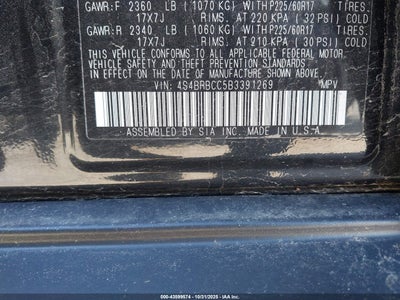 GAWR:F 2360 LB (1070 KG) WITH P225/60R17 TIRES.
17X7J RIMS. AT 220 KPA (32 PSI) COLD
GAWR:R 2340 LB (1060 KG) WITH P225/60R17 TIRES.
17X7J RIMS. AT 210 KPA (30 PSI) COLD
THIS VEHICLE CONFORMS TO ALL APPLICABLE FEDERAL MOTOR
VEHICLE SAFETY BUMPER AND THEFT PREVENTION STANDARDS IN
EFFECT ON THE DATE OF MANUFACTURE SHOWN ABOVE.
VIN: 4S4BRBCC5B3391269 MPV
ASSEMBLED BY SIA INC. MADE IN U.S.A.
000-43599574 - 10/31/2025 - IAA Inc.